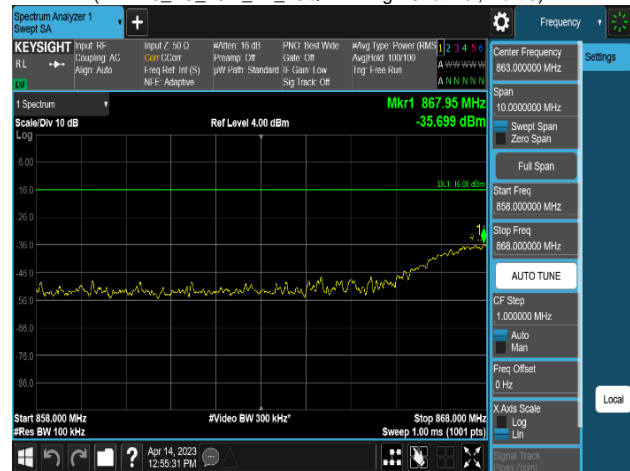 Spectrum Analyzer 1
Swept SA
Frequency
KEYSIGHT
RL
Input: RF
Coupling: AC
Align: Auto
Input Z: 50 Ω
Corr CCorr
Freq Ref: Int (S)
NFE: Adaptive
#Atten: 16 dB
Preamp: Off
µW Path: Standard
PNO: Best Wide
Gate: Off
IF Gain: Low
Sig Track: Off
#Avg Type: Power (RMS
Avg|Hold: 100/100
Trig: Free Run
1 2 3 4 5 6
A W W W W W
A N N N N N
1 Spectrum
Mkr1 867.95 MHz
Scale/Div 10 dB
Ref Level 4.00 dBm
-35.699 dBm
Log
-6.00
-16.0
DL1 -16.00 dBm
-26.0
1
-36.0
-46.0
-56.0
-66.0
-76.0
-86.0
Start 858.000 MHz
#Video BW 300 kHz*
Stop 868.000 MHz
#Res BW 100 kHz
Sweep 1.00 ms (1001 pts)
Apr 14, 2023
12:55:31 PM
Center Frequency
863.000000 MHz
Settings
Span
10.0000000 MHz
Swept Span
Zero Span
Full Span
Start Freq
858.000000 MHz
Stop Freq
868.000000 MHz
AUTO TUNE
CF Step
1.000000 MHz
Auto
Man
Freq Offset
0 Hz
X Axis Scale
Log
Lin
Local
Signal Track
(Span Zoom)